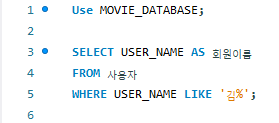 1 Use MOVIE_DATABASE;
2
3 SELECT USER_NAME AS 회원이름
4 FROM 사용자
5 WHERE USER_NAME LIKE '김%';
6